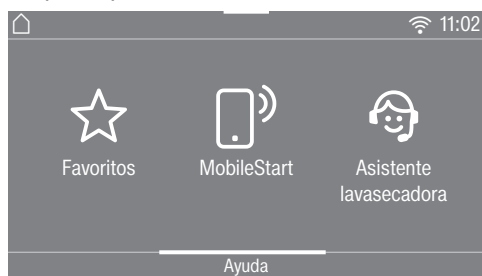 11:02
Favoritos
MobileStart
Asistente
lavasecadora
Ayuda